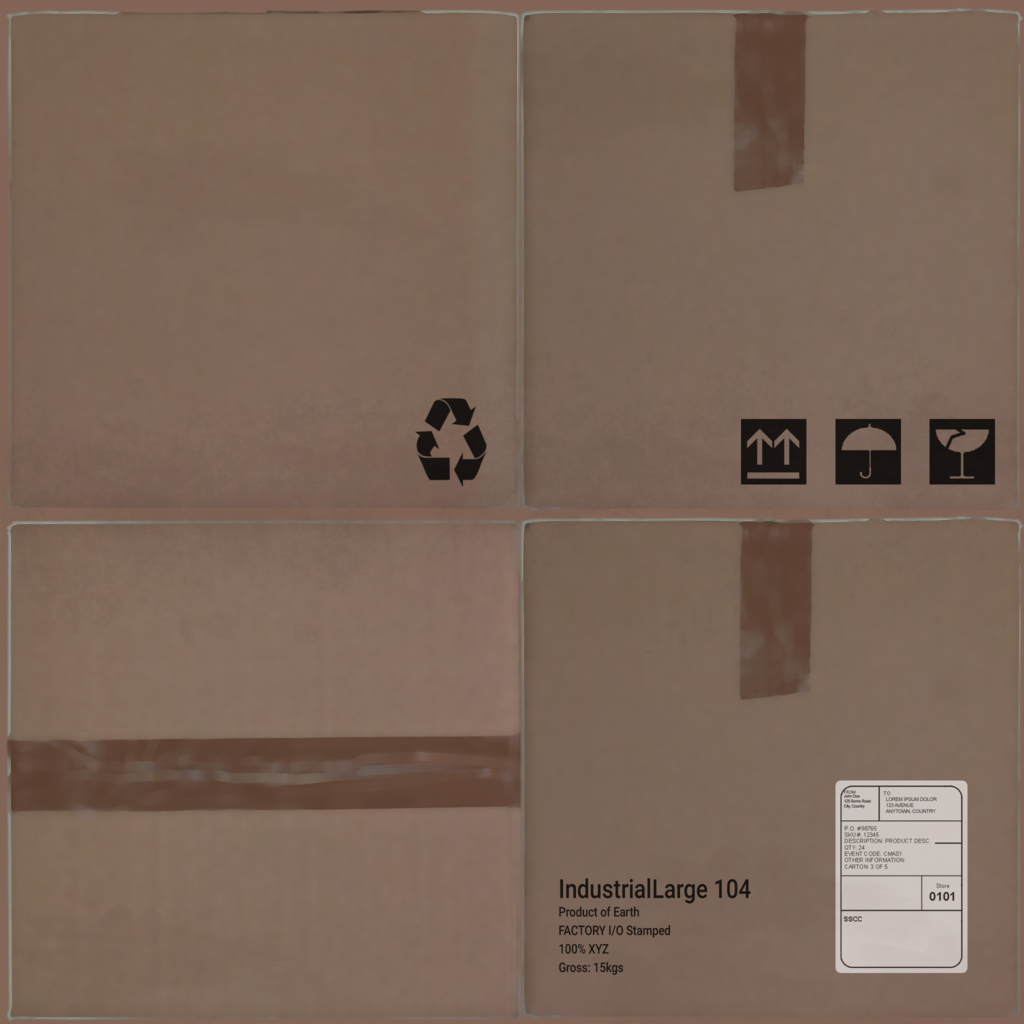 IndustrialLarge 104
Product of Earth
FACTORY I/O Stamped
100% XYZ
Gross: 15kgs
FROM
John Doe
123 Some Road
City, Country
TO
LOREM IPSUM DOLOR
123 AVENUE
ANYTOWN, COUNTRY
P.O. #98765
SKU #: 12345
DESCRIPTION: PRODUCT DESC
QTY: 24
EVENT CODE: CMAS1
OTHER INFORMATION
CARTON: 3 OF 5
Store
0101
SSCC